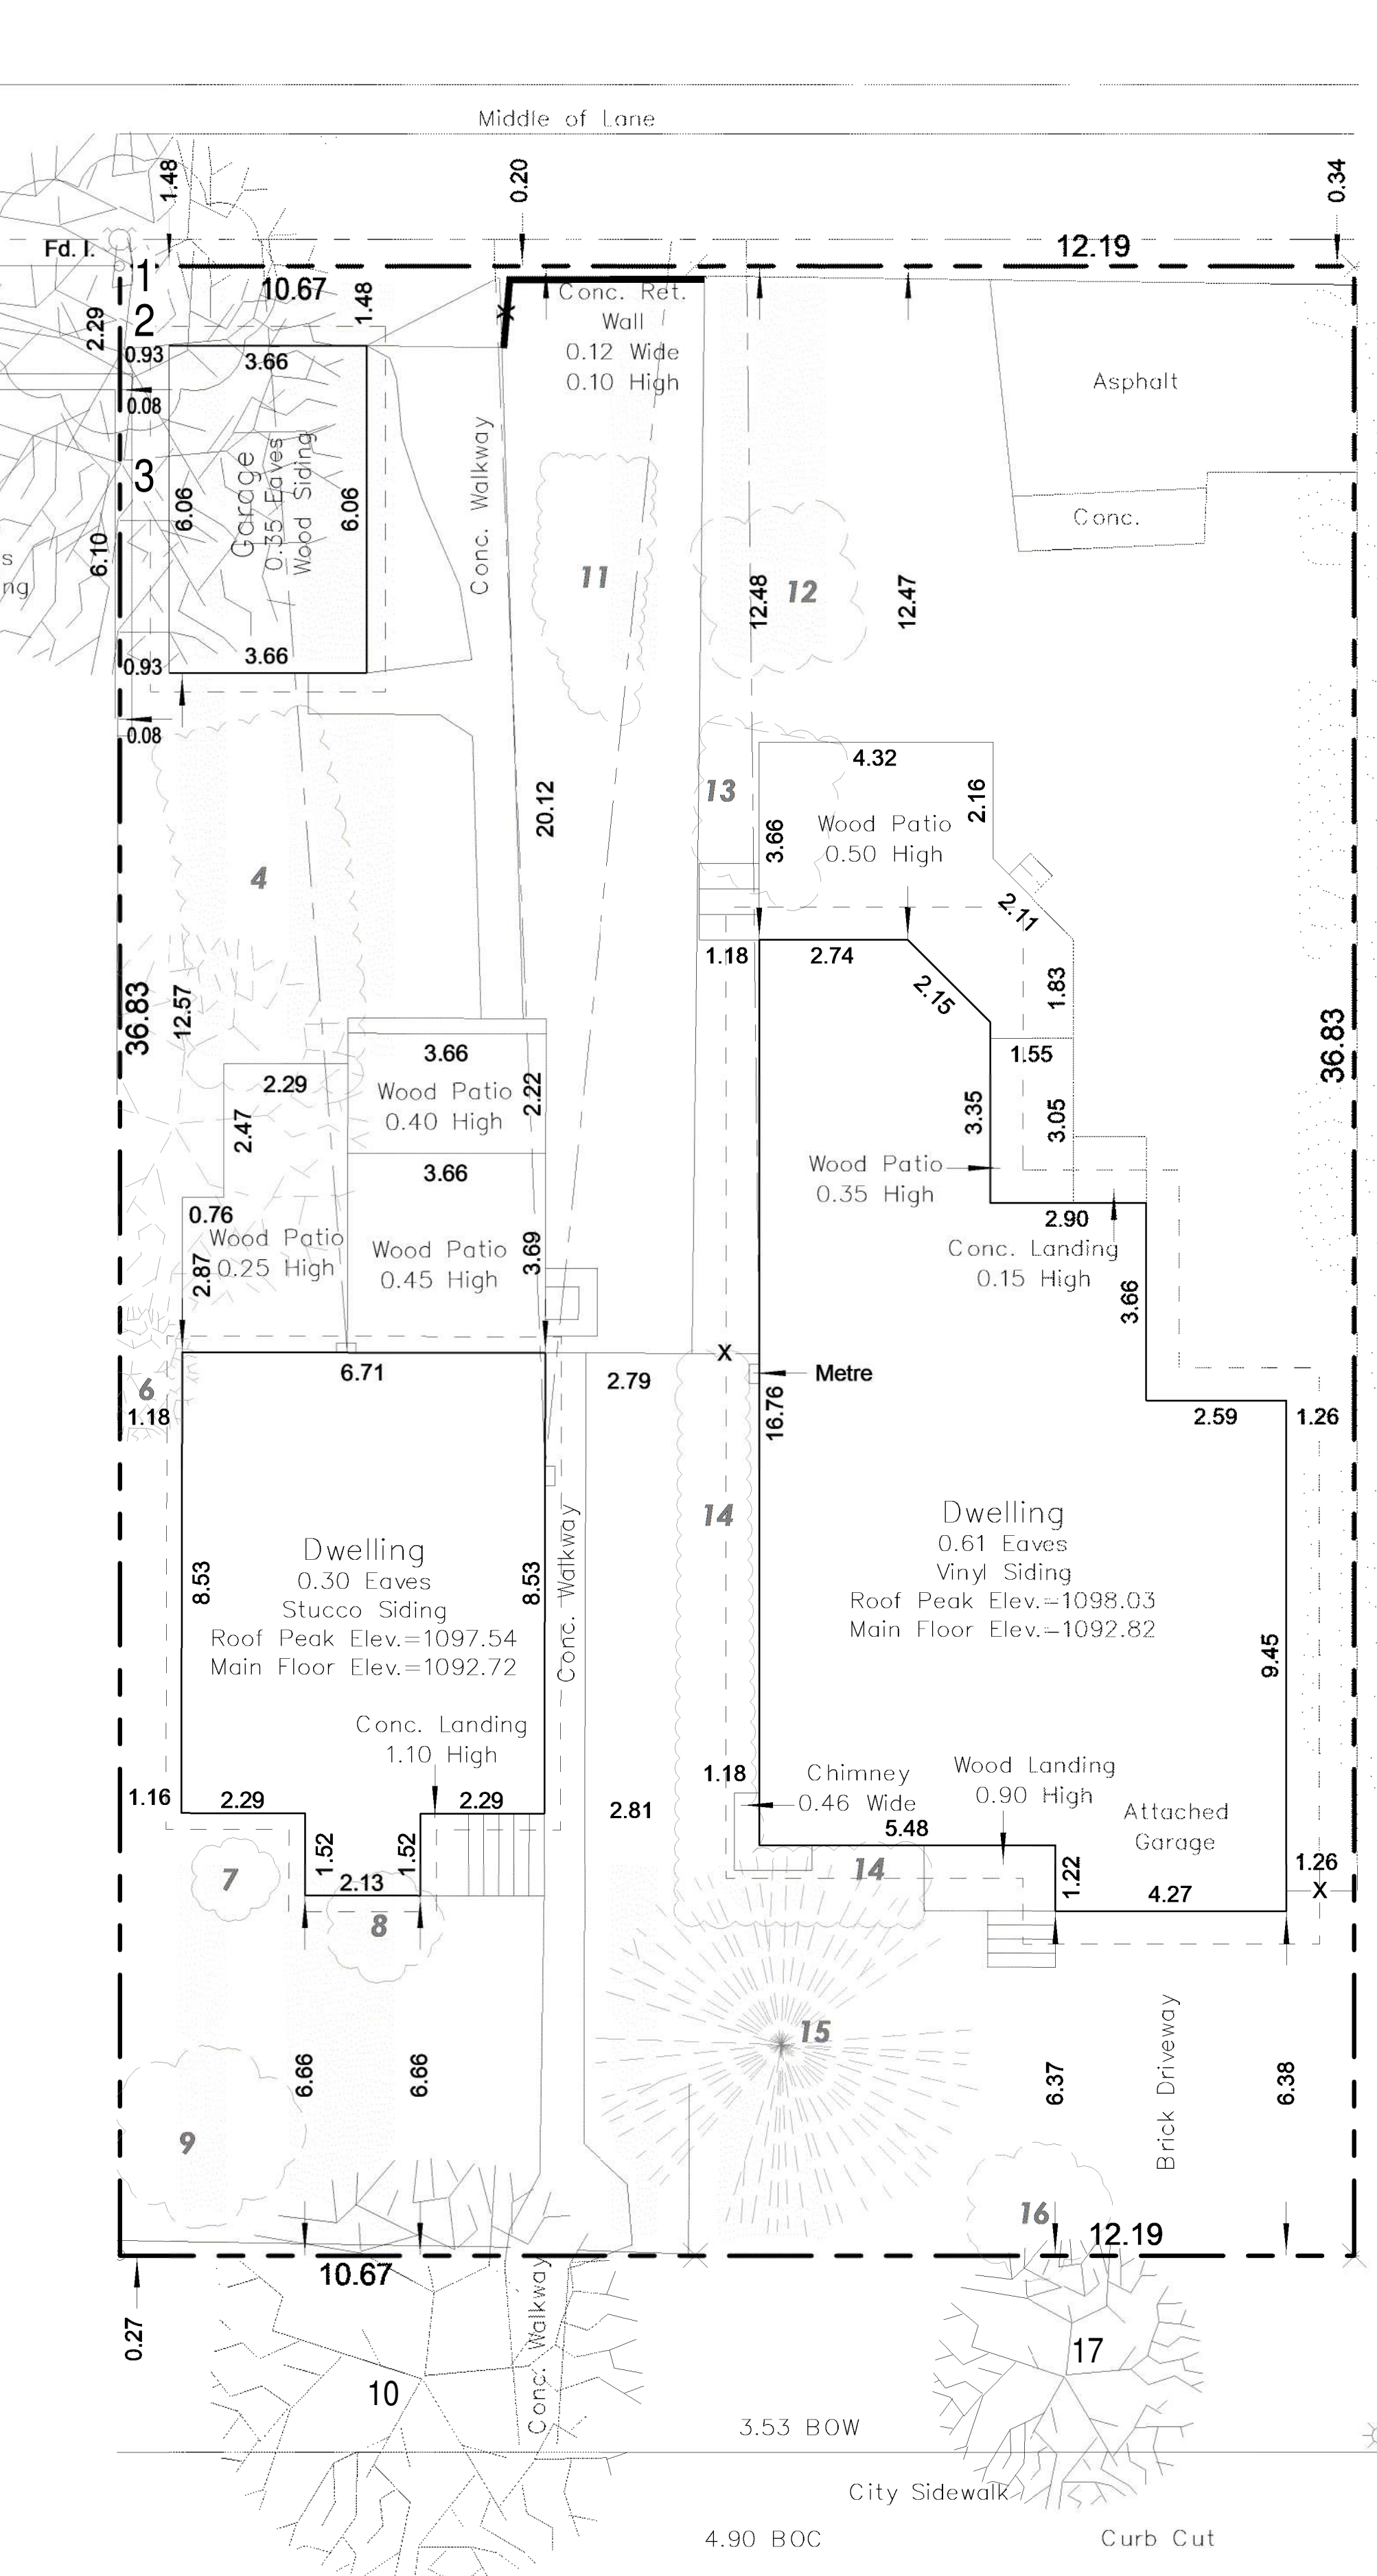 Middle of Lane
1.48
0.20
0.34
Fd. I.
12.19
1
10.67
1.48
2.29
2
0.93
3.66
Conc. Ret.
Wall
0.12 Wide
0.10 High
Asphalt
0.08
3
6.06
Garage
0.35 Eaves
Wood Siding
6.06
Conc. Walkway
Conc.
6.10
s
ng
11
12
12.48
12.47
0.93
3.66
0.08
4
20.12
13
4.32
2.16
3.66
Wood Patio
0.50 High
2.11
1.18
2.74
2.15
1.83
36.83
12.57
36.83
3.66
1.55
2.29
Wood Patio
0.40 High
2.22
2.47
3.35
3.05
3.66
Wood Patio
0.35 High
0.76
2.90
Wood Patio
0.25 High
2.87
Wood Patio
0.45 High
3.69
Conc. Landing
0.15 High
3.66
X
6.71
2.79
Metre
6
1.18
16.76
2.59
1.26
14
Dwelling
0.61 Eaves
Vinyl Siding
Roof Peak Elev.=1098.03
Main Floor Elev.=1092.82
Dwelling
0.30 Eaves
Stucco Siding
Roof Peak Elev.=1097.54
Main Floor Elev.=1092.72
8.53
8.53
Conc. Walkway
9.45
Conc. Landing
1.10 High
1.18
Chimney
0.46 Wide
Wood Landing
0.90 High
1.16
2.29
2.29
2.81
5.48
Attached
Garage
1.52
1.52
2.13
14
1.22
4.27
1.26
X
7
8
15
6.66
6.66
6.37
Brick Driveway
6.38
9
16
12.19
10.67
0.27
Conc. Walkway
10
17
3.53 BOW
City Sidewalk
4.90 BOC
Curb Cut